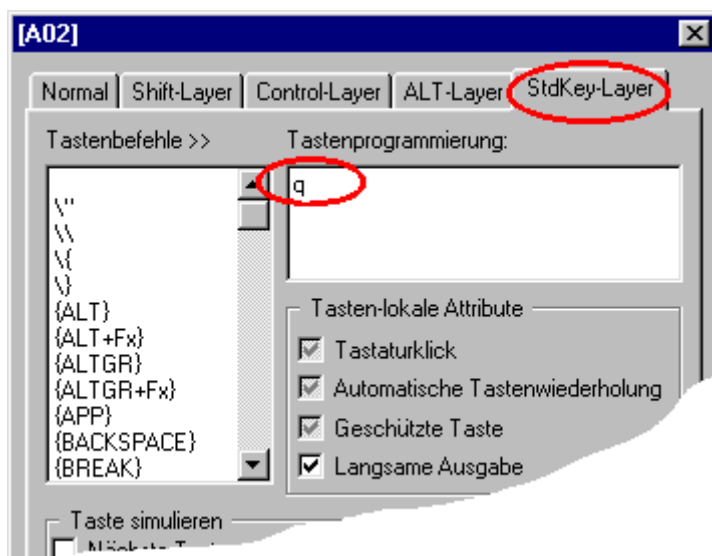 [A02]
Normal Shift-Layer Control-Layer ALT-Layer StdKey-Layer
Tastenbefehle >> Tastenprogrammierung:
q
\"
\\
\{
\}
{ALT}
{ALT+Fx}
{ALTGR}
{ALTGR+Fx}
{APP}
{BACKSPACE}
{BREAK}
Tasten-lokale Attribute
Tastaturklick
Automatische Tastenwiederholung
Geschützte Taste
Langsame Ausgabe
Taste simulieren